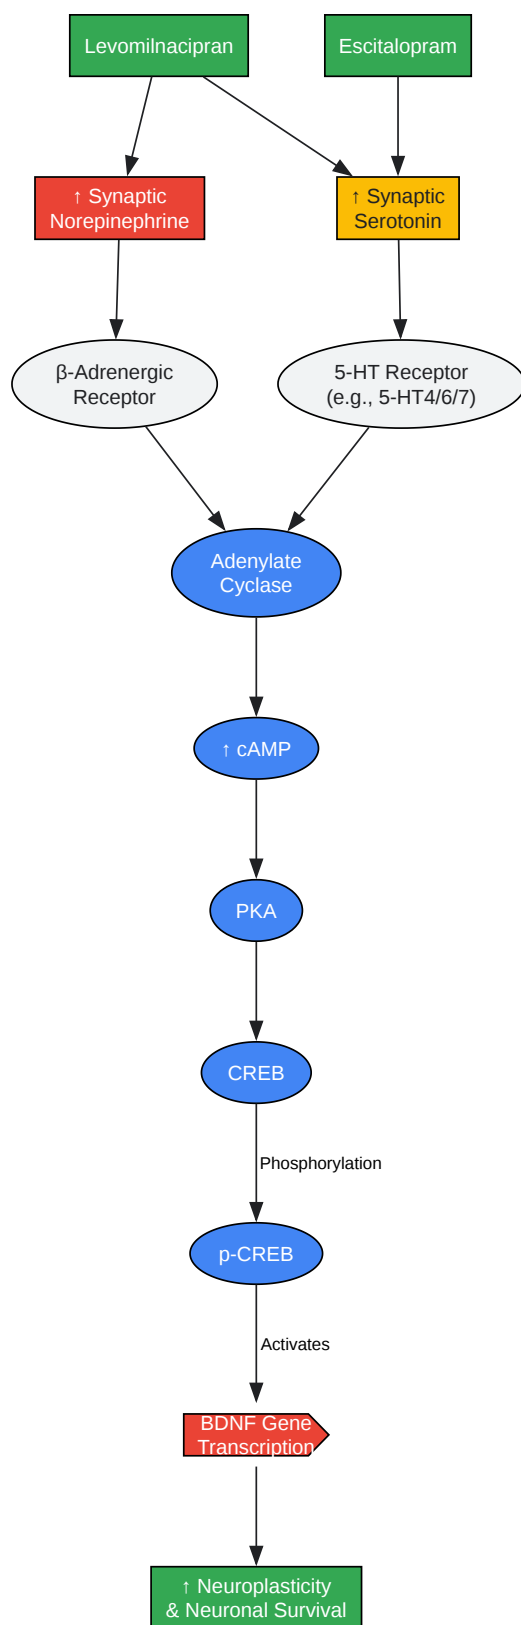 Levomilnacipran
Escitalopram
↑ Synaptic
Norepinephrine
↑ Synaptic
Serotonin
β-Adrenergic
Receptor
5-HT Receptor
(e.g., 5-HT4/6/7)
Adenylate
Cyclase
↑ cAMP
PKA
CREB
Phosphorylation
p-CREB
Activates
BDNF Gene
Transcription
↑ Neuroplasticity
& Neuronal Survival